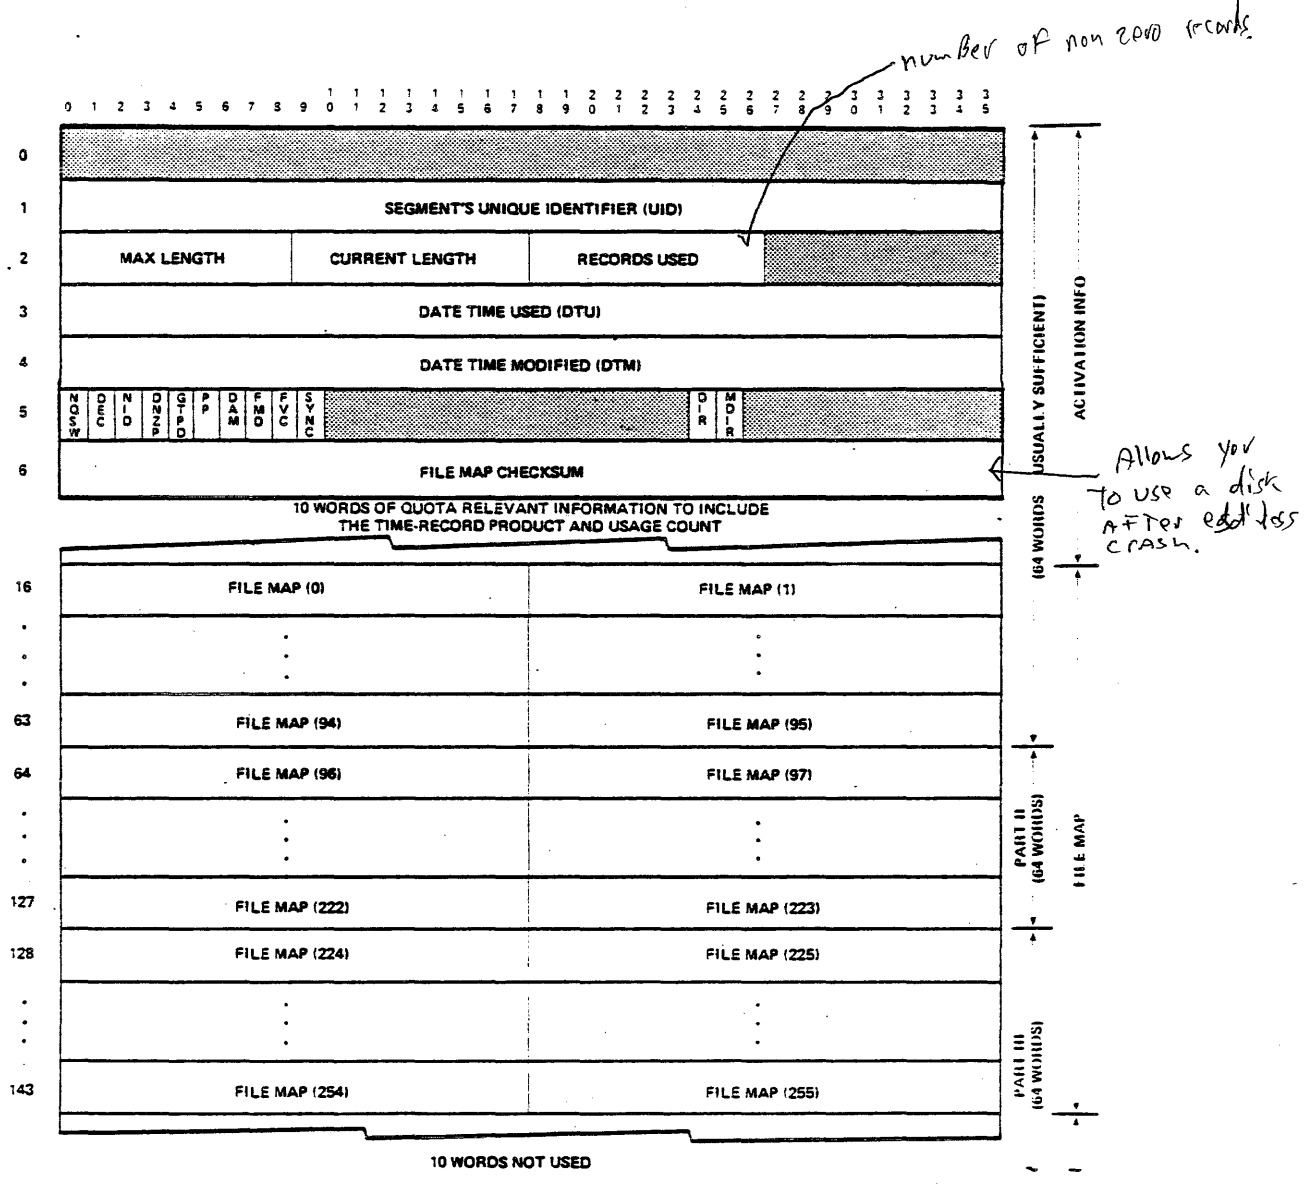 number of non zero records.
0 1 2 3 4 5 6 7 8 9 10 11 12 13 14 15 16 17 18 19 20 21 22 23 24 25 26 27 28 29 30 31 32 33 34 35
0
1 SEGMENT'S UNIQUE IDENTIFIER (UID)
2 MAX LENGTH CURRENT LENGTH RECORDS USED
3 DATE TIME USED (DTU)
4 DATE TIME MODIFIED (DTM)
5 NQSW DEC NID DNZP GTPD PP DAM FMD FVC SYNC DIR MDIR
6 FILE MAP CHECKSUM
10 WORDS OF QUOTA RELEVANT INFORMATION TO INCLUDE
THE TIME-RECORD PRODUCT AND USAGE COUNT
16 FILE MAP (0) FILE MAP (1)
63 FILE MAP (94) FILE MAP (95)
64 FILE MAP (96) FILE MAP (97)
127 FILE MAP (222) FILE MAP (223)
128 FILE MAP (224) FILE MAP (225)
143 FILE MAP (254) FILE MAP (255)
10 WORDS NOT USED
(64 WORDS USUALLY SUFFICIENT)
ACTIVATION INFO
Allows you
to use a disk
AFTer
crash.
PART II
(64 WORDS)
FILE MAP
PART III
(64 WORDS)